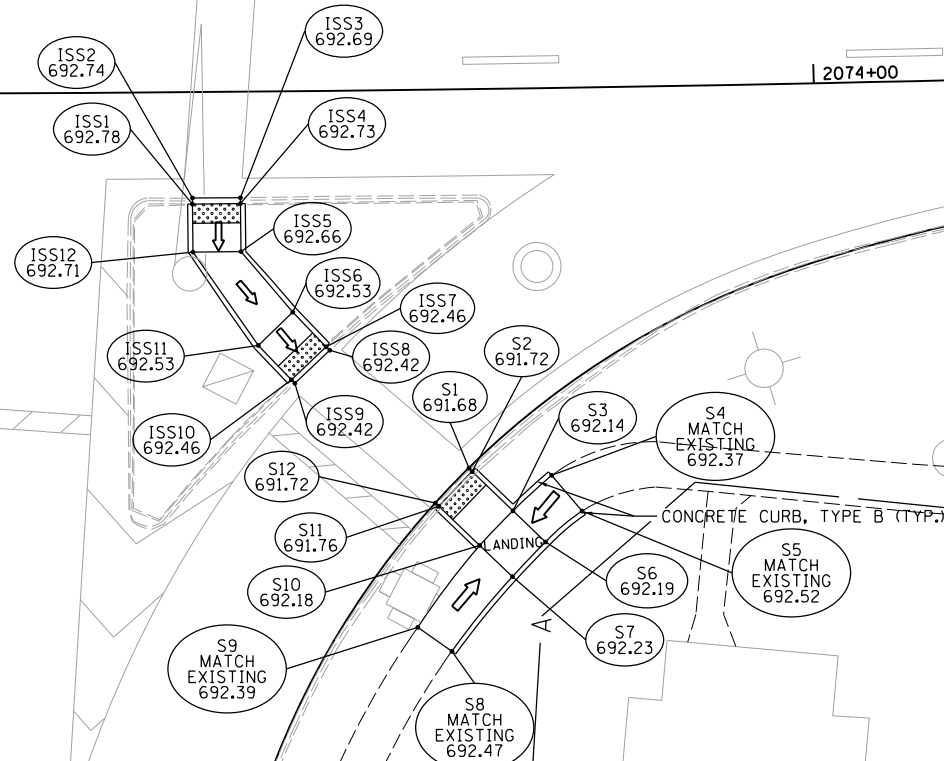 ISS3
692.69
ISS2
692.74
2074+00
ISS1
692.78
ISS4
692.73
ISS5
692.66
ISS12
692.71
ISS6
692.53
ISS7
692.46
ISS11
692.53
ISS8
692.42
S2
691.72
S1
691.68
S3
692.14
ISS9
692.42
ISS10
692.46
S4
MATCH
EXISTING
692.37
S12
691.72
CONCRETE CURB, TYPE B (TYP.)
S11
691.76
LANDING
S5
MATCH
EXISTING
692.52
S10
692.18
S6
692.19
A
S7
692.23
S9
MATCH
EXISTING
692.39
S8
MATCH
EXISTING
692.47